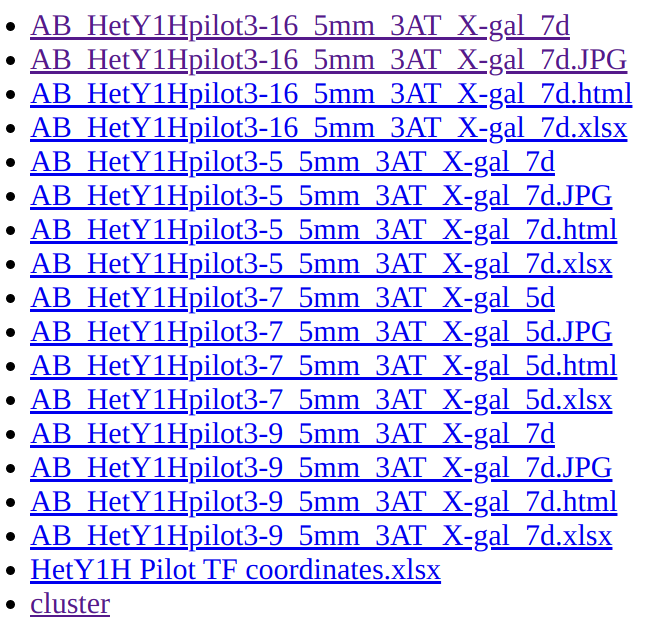 AB_HetY1Hpilot3-16_5mm_3AT_X-gal_7d
AB_HetY1Hpilot3-16_5mm_3AT_X-gal_7d.JPG
AB_HetY1Hpilot3-16_5mm_3AT_X-gal_7d.html
AB_HetY1Hpilot3-16_5mm_3AT_X-gal_7d.xlsx
AB_HetY1Hpilot3-5_5mm_3AT_X-gal_7d
AB_HetY1Hpilot3-5_5mm_3AT_X-gal_7d.JPG
AB_HetY1Hpilot3-5_5mm_3AT_X-gal_7d.html
AB_HetY1Hpilot3-5_5mm_3AT_X-gal_7d.xlsx
AB_HetY1Hpilot3-7_5mm_3AT_X-gal_5d
AB_HetY1Hpilot3-7_5mm_3AT_X-gal_5d.JPG
AB_HetY1Hpilot3-7_5mm_3AT_X-gal_5d.html
AB_HetY1Hpilot3-7_5mm_3AT_X-gal_5d.xlsx
AB_HetY1Hpilot3-9_5mm_3AT_X-gal_7d
AB_HetY1Hpilot3-9_5mm_3AT_X-gal_7d.JPG
AB_HetY1Hpilot3-9_5mm_3AT_X-gal_7d.html
AB_HetY1Hpilot3-9_5mm_3AT_X-gal_7d.xlsx
HetY1H Pilot TF coordinates.xlsx
cluster